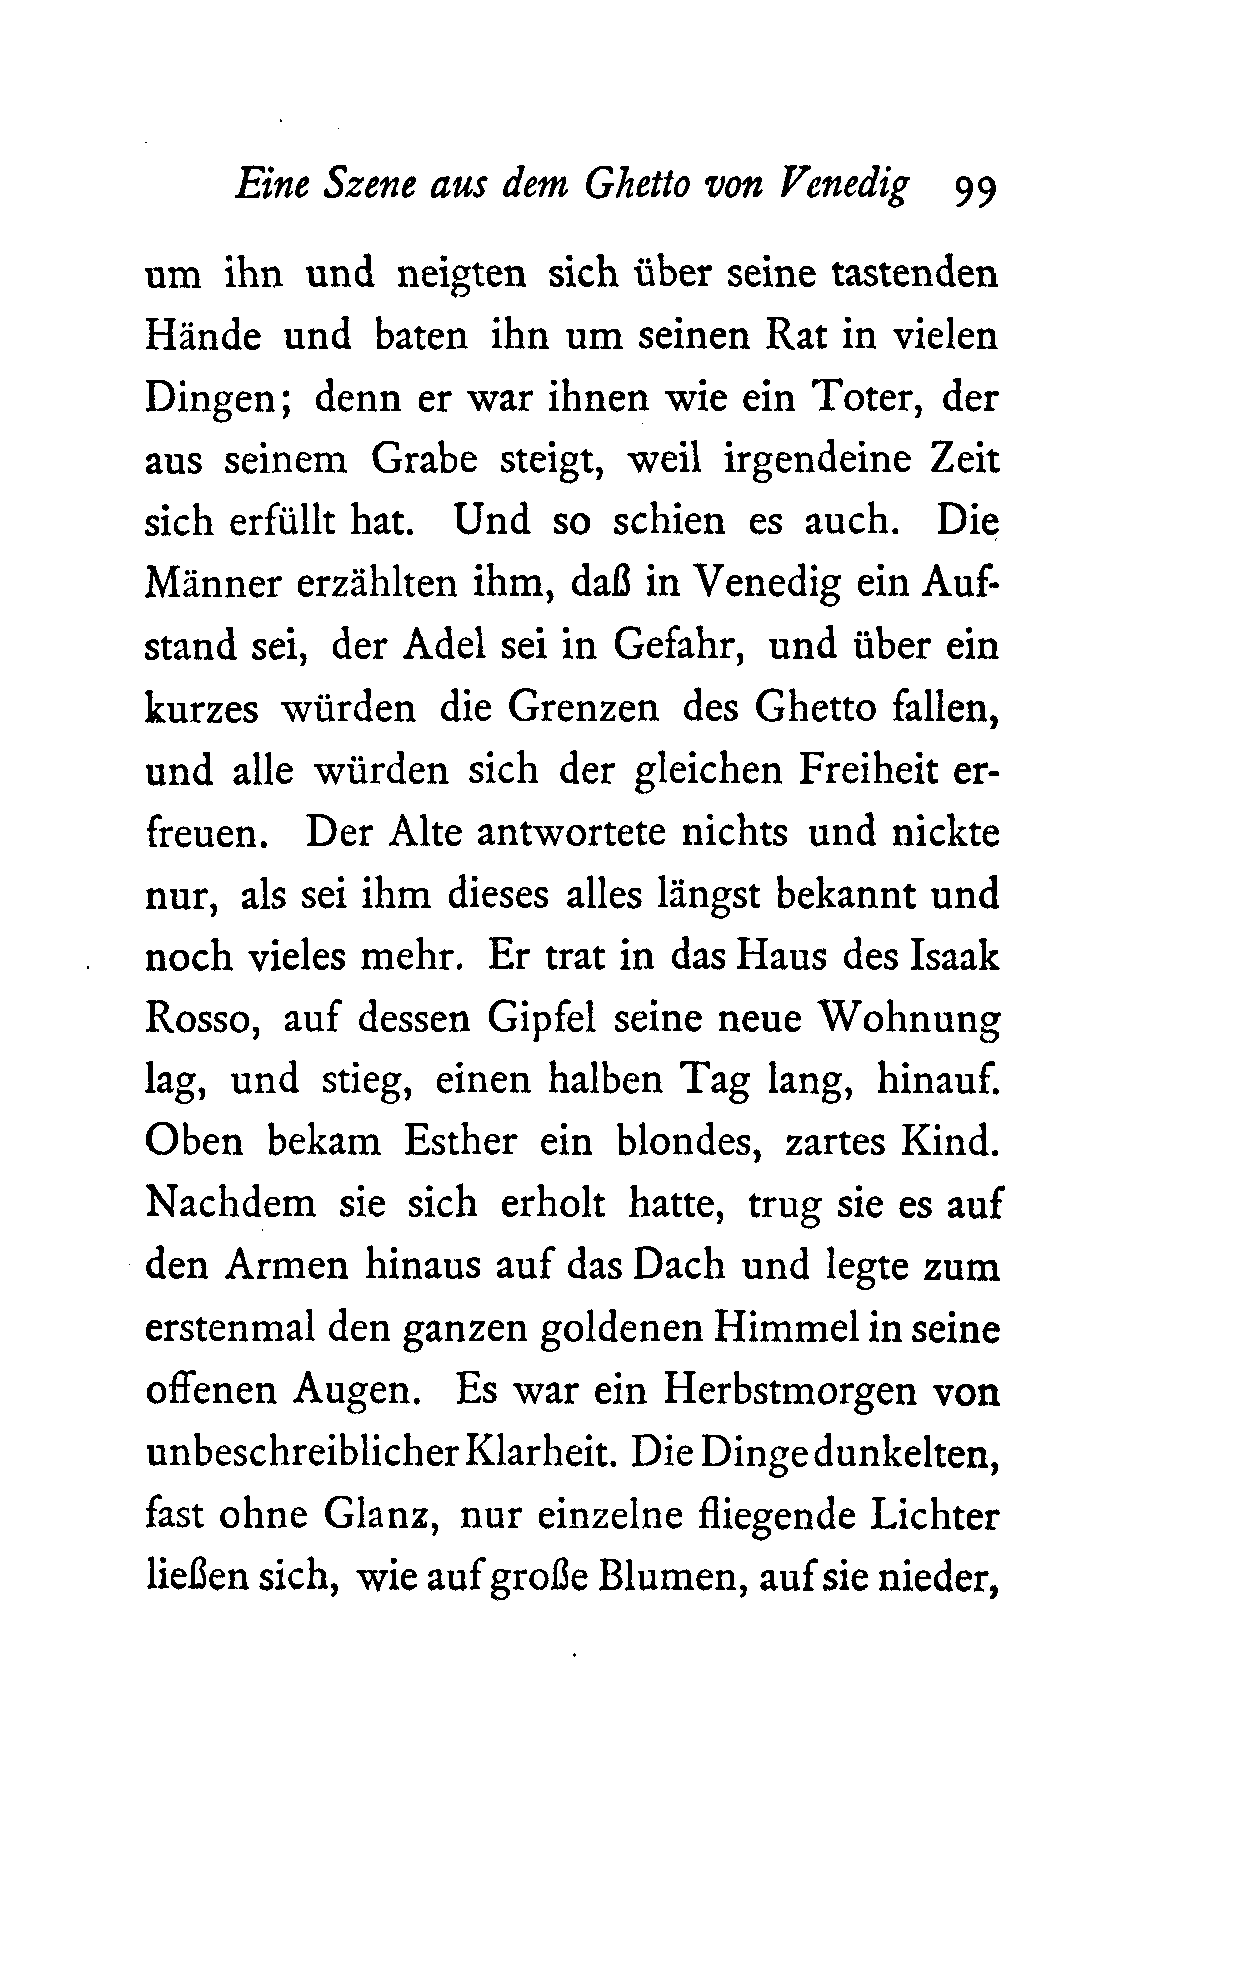 Eine Szene aus dem Ghetto von Venedig 99
um ihn und neigten sich über seine tastenden
Hände und baten ihn um seinen Rat in vielen
Dingen; denn er war ihnen wie ein Toter, der
aus seinem Grabe steigt, weil irgendeine Zeit
sich erfüllt hat. Und so schien es auch. Die
Männer erzählten ihm, daß in Venedig ein Auf-
stand sei, der Adel sei in Gefahr, und über ein
kurzes würden die Grenzen des Ghetto fallen,
und alle würden sich der gleichen Freiheit er-
freuen. Der Alte antwortete nichts und nickte
nur, als sei ihm dieses alles längst bekannt und
noch vieles mehr. Er trat in das Haus des Isaak
Rosso, auf dessen Gipfel seine neue Wohnung
lag, und stieg, einen halben Tag lang, hinauf.
Oben bekam Esther ein blondes, zartes Kind.
Nachdem sie sich erholt hatte, trug sie es auf
den Armen hinaus auf das Dach und legte zum
erstenmal den ganzen goldenen Himmel in seine
offenen Augen. Es war ein Herbstmorgen von
unbeschreiblicher Klarheit. Die Dinge dunkelten,
fast ohne Glanz, nur einzelne fliegende Lichter
ließen sich, wie auf große Blumen, auf sie nieder,